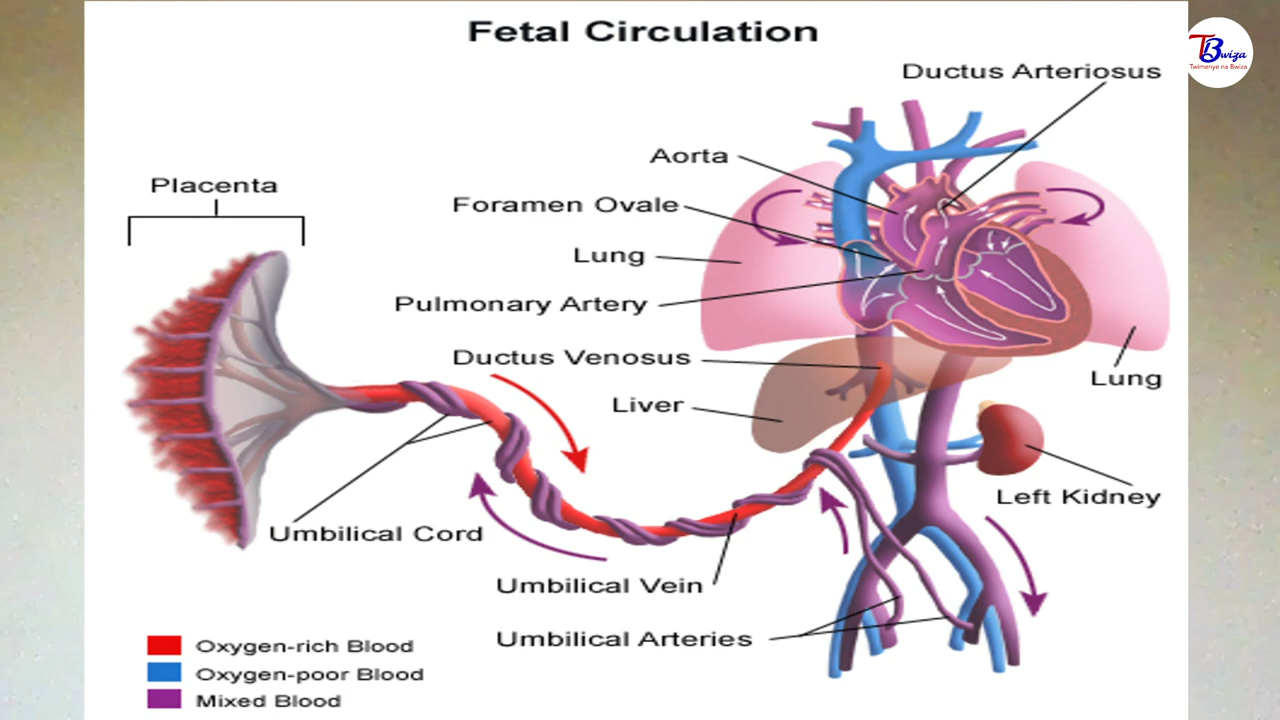 Fetal Circulation
TBwiza
Twimenye na Bwiza
Ductus Arteriosus
Aorta
Placenta
Foramen Ovale
Lung
Pulmonary Artery
Ductus Venosus
Lung
Liver
Left Kidney
Umbilical Cord
Umbilical Vein
Umbilical Arteries
Oxygen-rich Blood
Oxygen-poor Blood
Mixed Blood